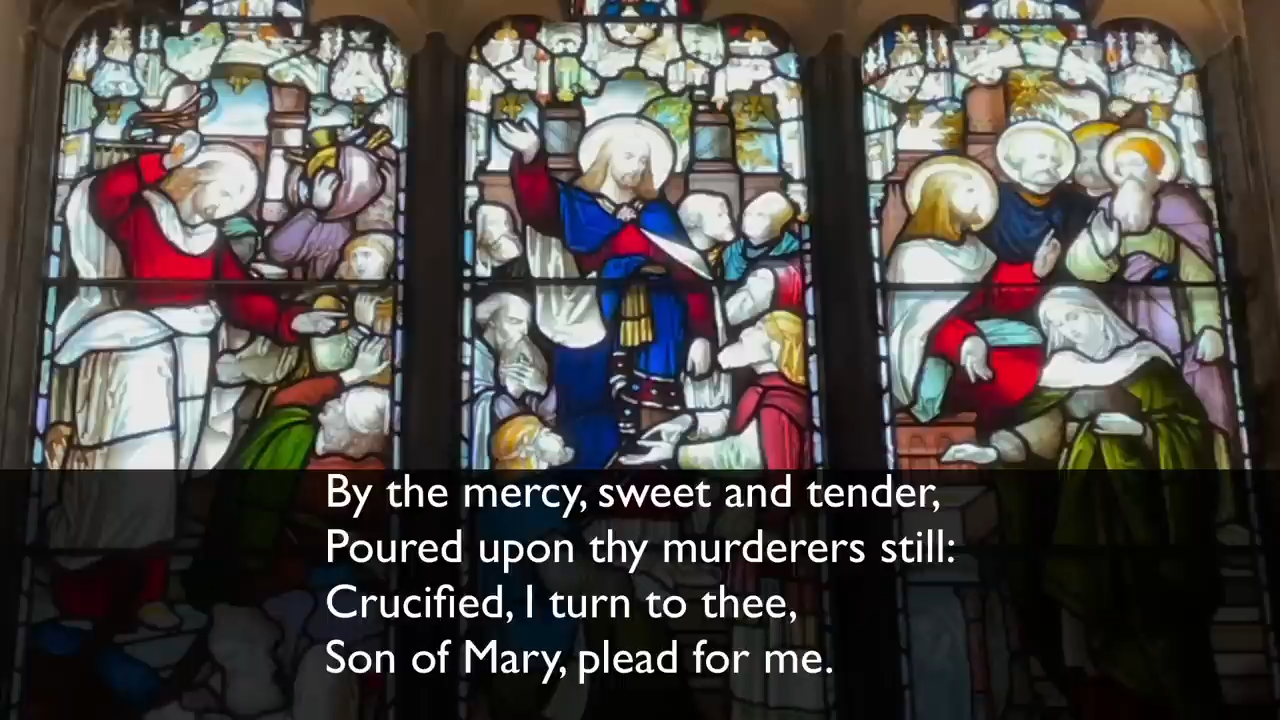 By the mercy, sweet and tender,
Poured upon thy murderers still:
Crucified, I turn to thee,
Son of Mary, plead for me.